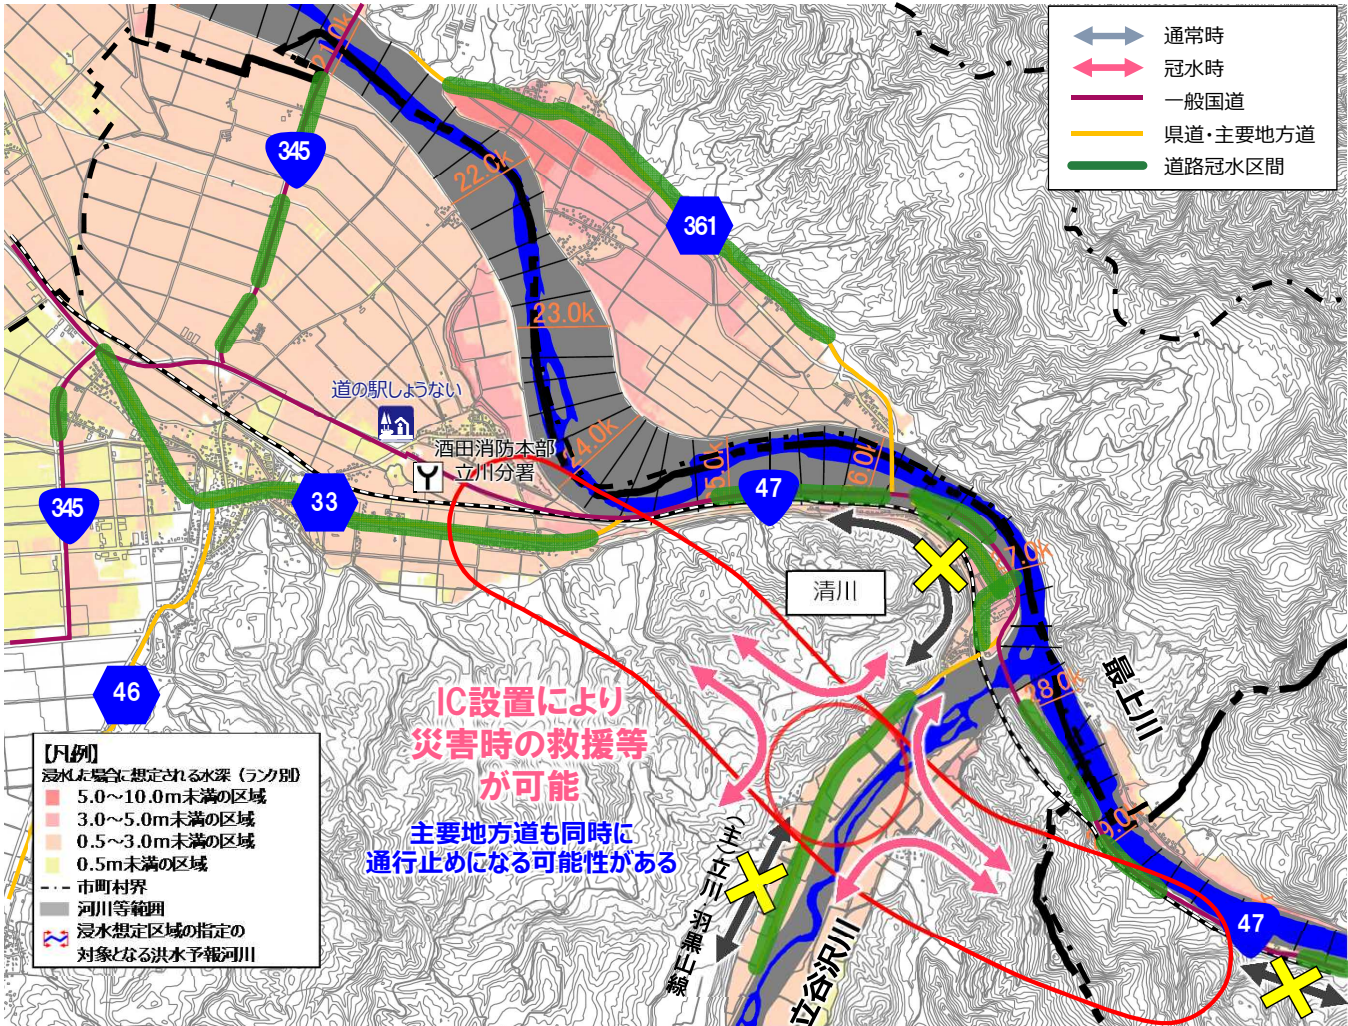 通常時
冠水時
一般国道
県道・主要地方道
道路冠水区間
345
22.0k
361
23.0k
道の駅しょうない
酒田消防本部
立川分署
24.0k
5.0k
6.0k
47
33
345
7.0k
清川
46
28.0k
最上川
IC設置により
災害時の救援等
が可能
主要地方道も同時に
通行止めになる可能性がある
(主)立川羽黒山線
立谷沢川
47
【凡例】
浸水した場合に想定される水深(ランク別)
5.0〜10.0m未満の区域
3.0〜5.0m未満の区域
0.5〜3.0m未満の区域
0.5m未満の区域
市町村界
河川等範囲
浸水想定区域の指定の
対象となる洪水予報河川